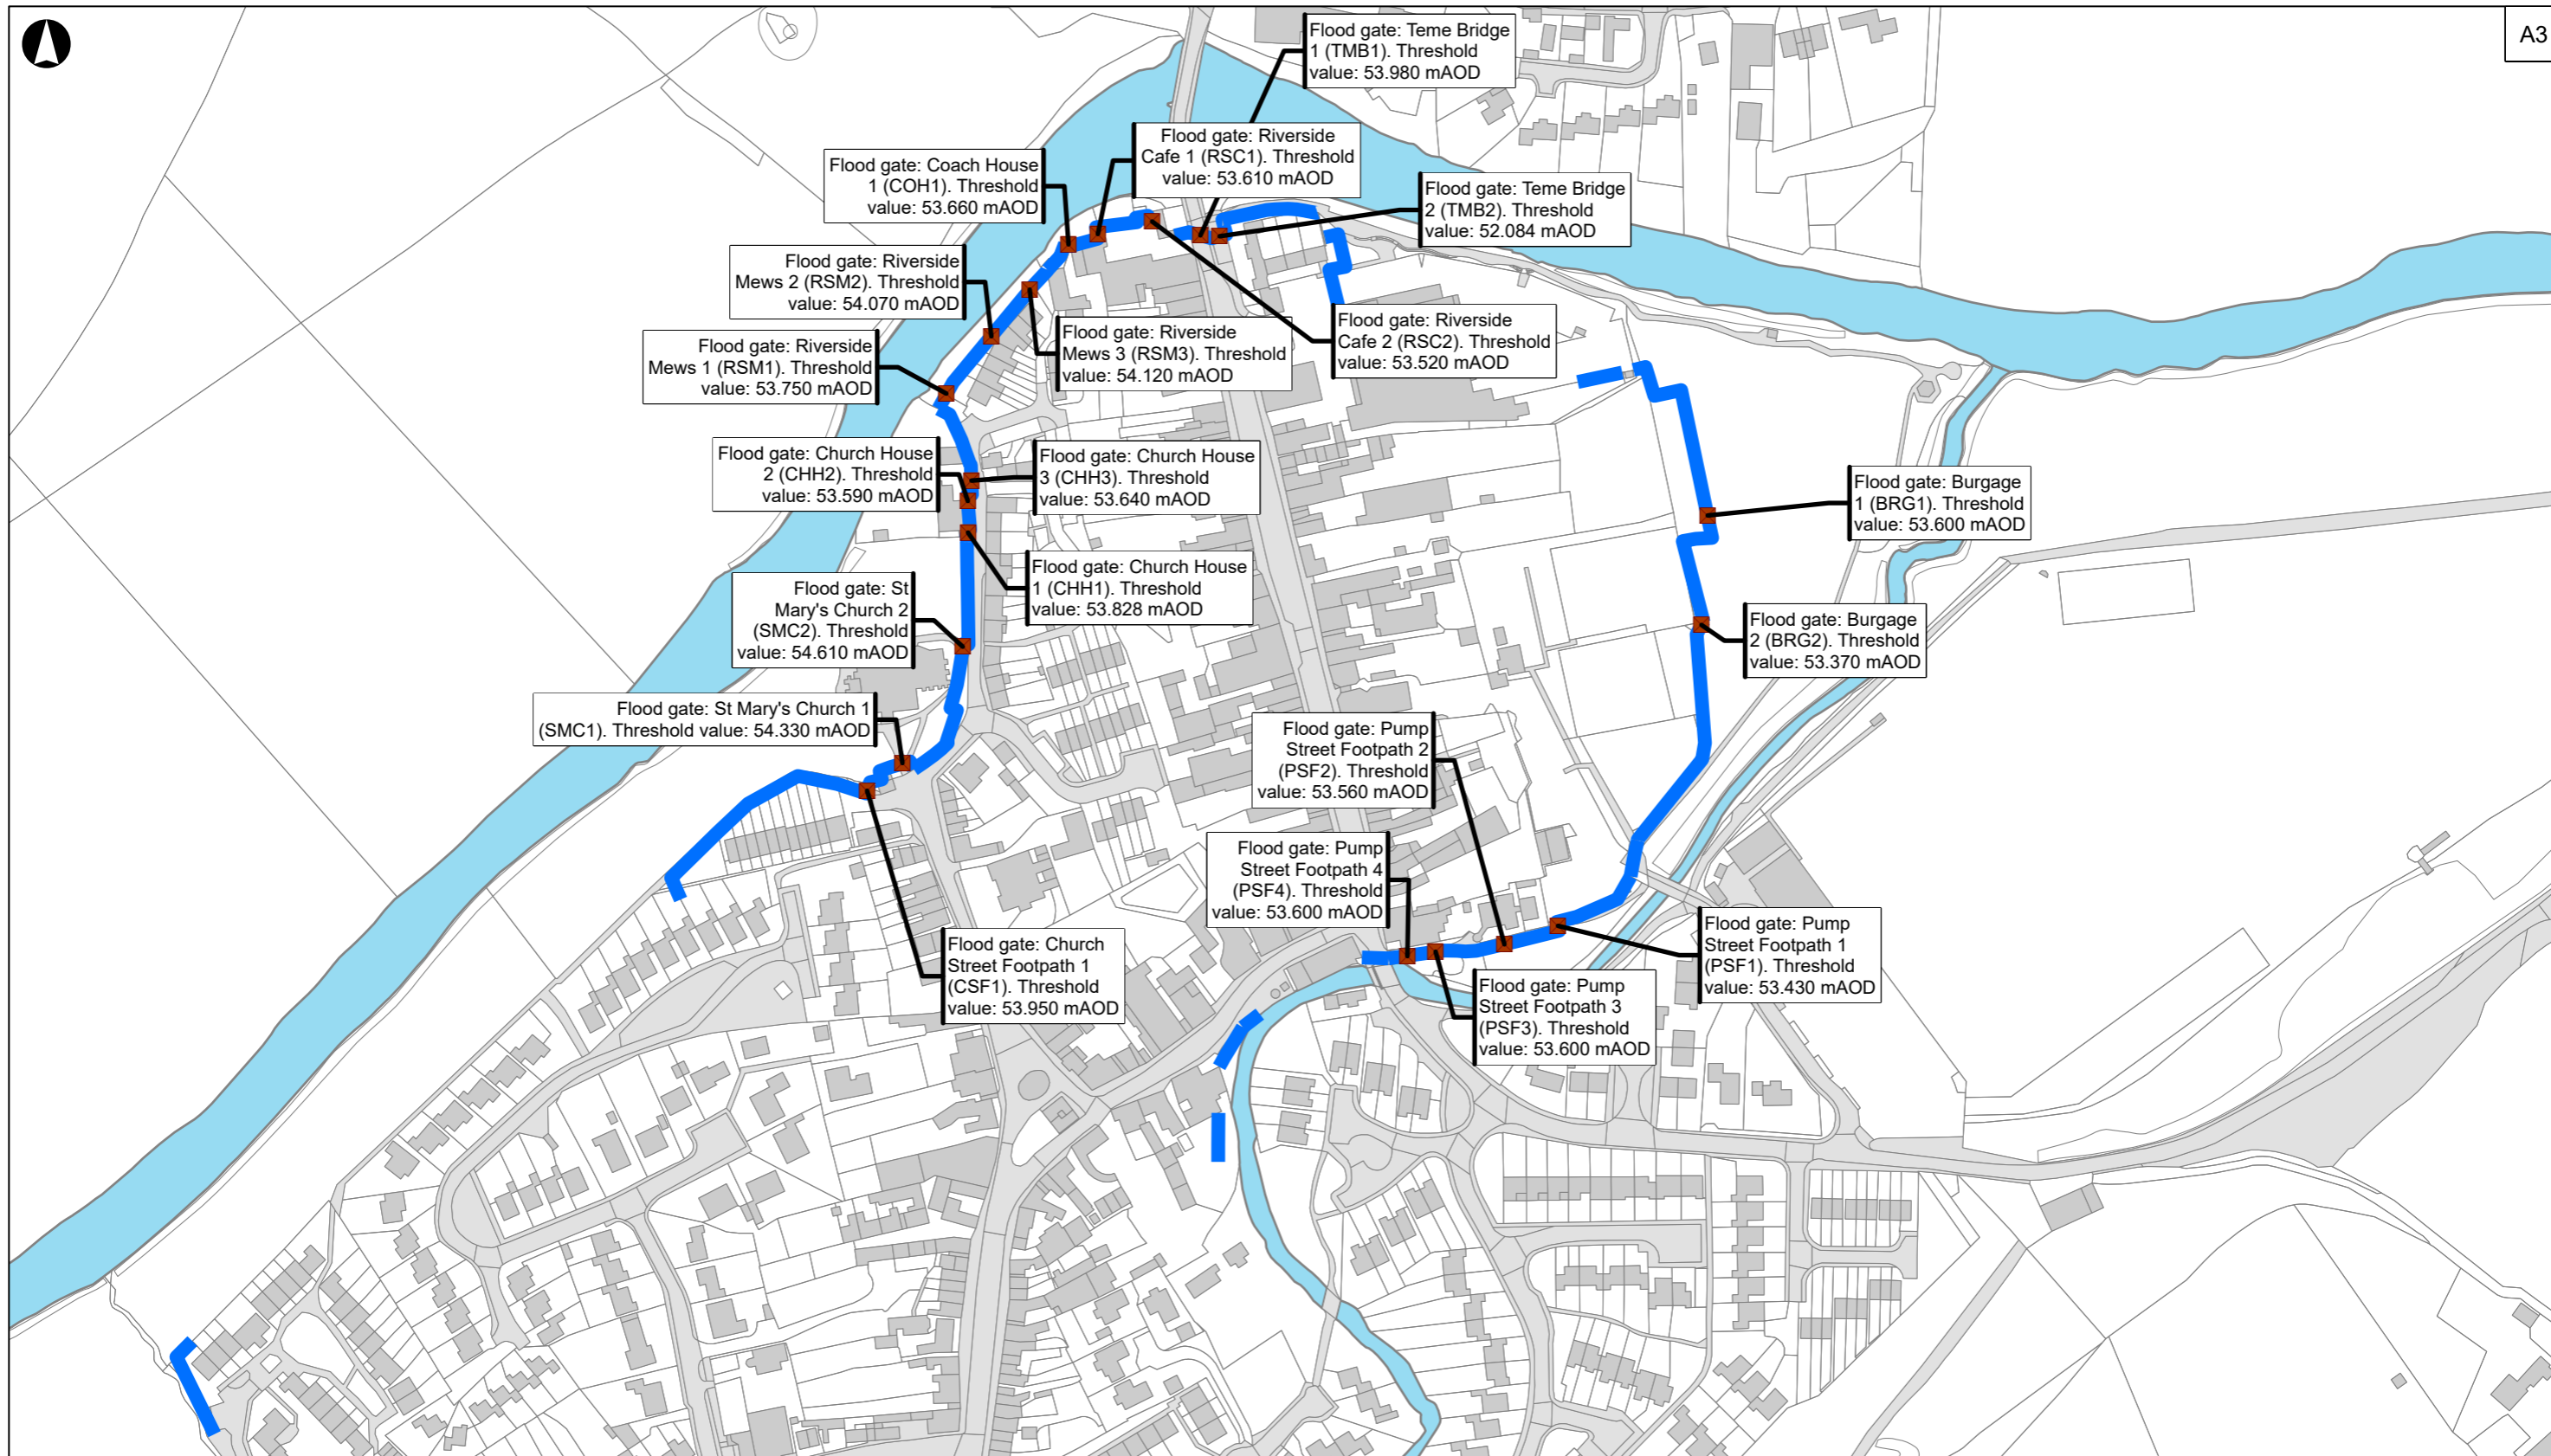 A3
Flood gate: Teme Bridge
1 (TMB1). Threshold
value: 53.980 mAOD
Flood gate: Riverside
Cafe 1 (RSC1). Threshold
value: 53.610 mAOD
Flood gate: Coach House
1 (COH1). Threshold
value: 53.660 mAOD
Flood gate: Teme Bridge
2 (TMB2). Threshold
value: 52.084 mAOD
Flood gate: Riverside
Mews 2 (RSM2). Threshold
value: 54.070 mAOD
Flood gate: Riverside
Cafe 2 (RSC2). Threshold
value: 53.520 mAOD
Flood gate: Riverside
Mews 3 (RSM3). Threshold
value: 54.120 mAOD
Flood gate: Riverside
Mews 1 (RSM1). Threshold
value: 53.750 mAOD
Flood gate: Church House
2 (CHH2). Threshold
value: 53.590 mAOD
Flood gate: Church House
3 (CHH3). Threshold
value: 53.640 mAOD
Flood gate: Burgage
1 (BRG1). Threshold
value: 53.600 mAOD
Flood gate: Church House
1 (CHH1). Threshold
value: 53.828 mAOD
Flood gate: St
Mary's Church 2
(SMC2). Threshold
value: 54.610 mAOD
Flood gate: Burgage
2 (BRG2). Threshold
value: 53.370 mAOD
Flood gate: St Mary's Church 1
(SMC1). Threshold value: 54.330 mAOD
Flood gate: Pump
Street Footpath 2
(PSF2). Threshold
value: 53.560 mAOD
Flood gate: Pump
Street Footpath 4
(PSF4). Threshold
value: 53.600 mAOD
Flood gate: Pump
Street Footpath 1
(PSF1). Threshold
value: 53.430 mAOD
Flood gate: Church
Street Footpath 1
(CSF1). Threshold
value: 53.950 mAOD
Flood gate: Pump
Street Footpath 3
(PSF3). Threshold
value: 53.600 mAOD